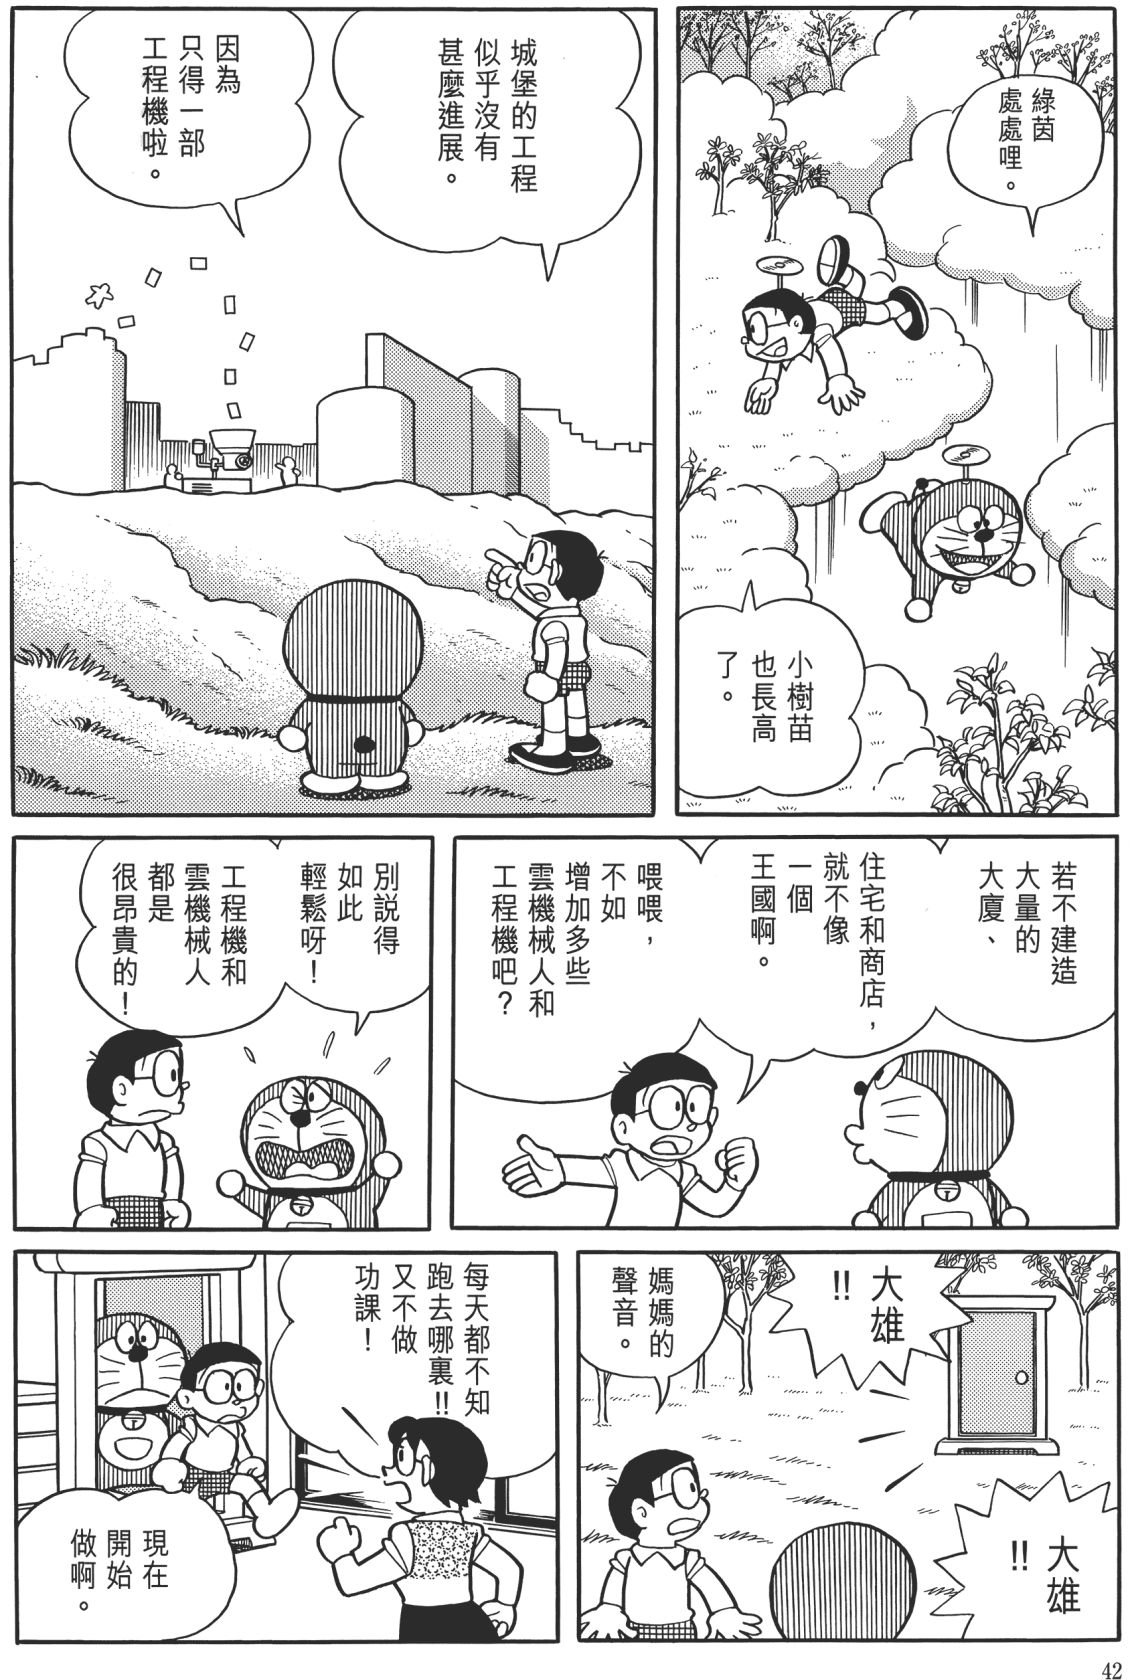 綠茵
處處哩。
小樹苗
也長高
了。
城堡的工程
似乎沒有
甚麼進展。
因為
只得一部
工程機啦。
若不建造
大量的
大廈、
住宅和商店，
就不像
一個
王國啊。
喂喂，
不如
增加多些
雲機械人和
工程機吧？
別説得
如此
輕鬆呀！
工程機和
雲機械人
都是
很昂貴的！
大雄
!!
媽媽的
聲音。
大雄
!!
每天都不知
跑去哪裏!!
又不做
功課！
現在
開始
做啊。
42